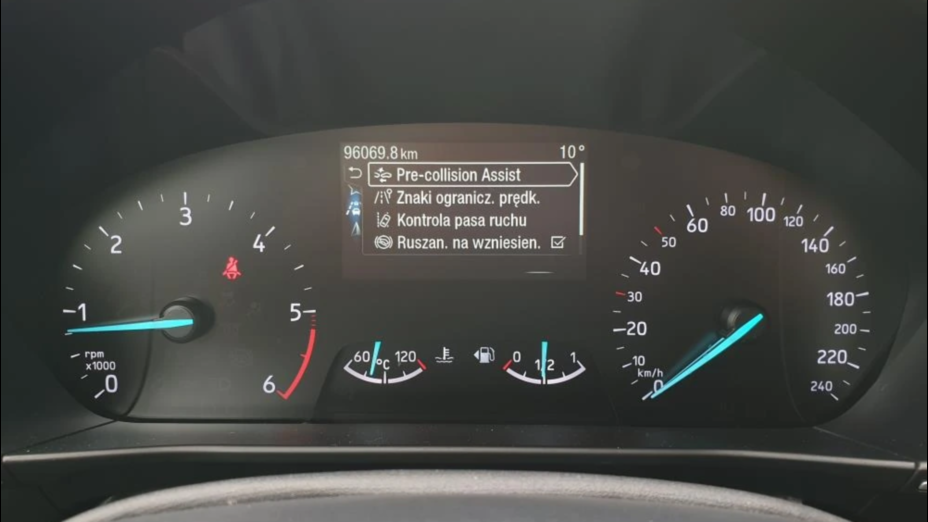 96069.8 km 10°
Pre-collision Assist
Znaki ogranicz. prędk.
Kontrola pasa ruchu
Ruszan. na wzniesien.
0
1
2
3
4
5
6
rpm
x1000
60 °C 120
0 1/2 1
0
10
20
30
40
50
60
80
100
120
140
160
180
200
220
240
km/h